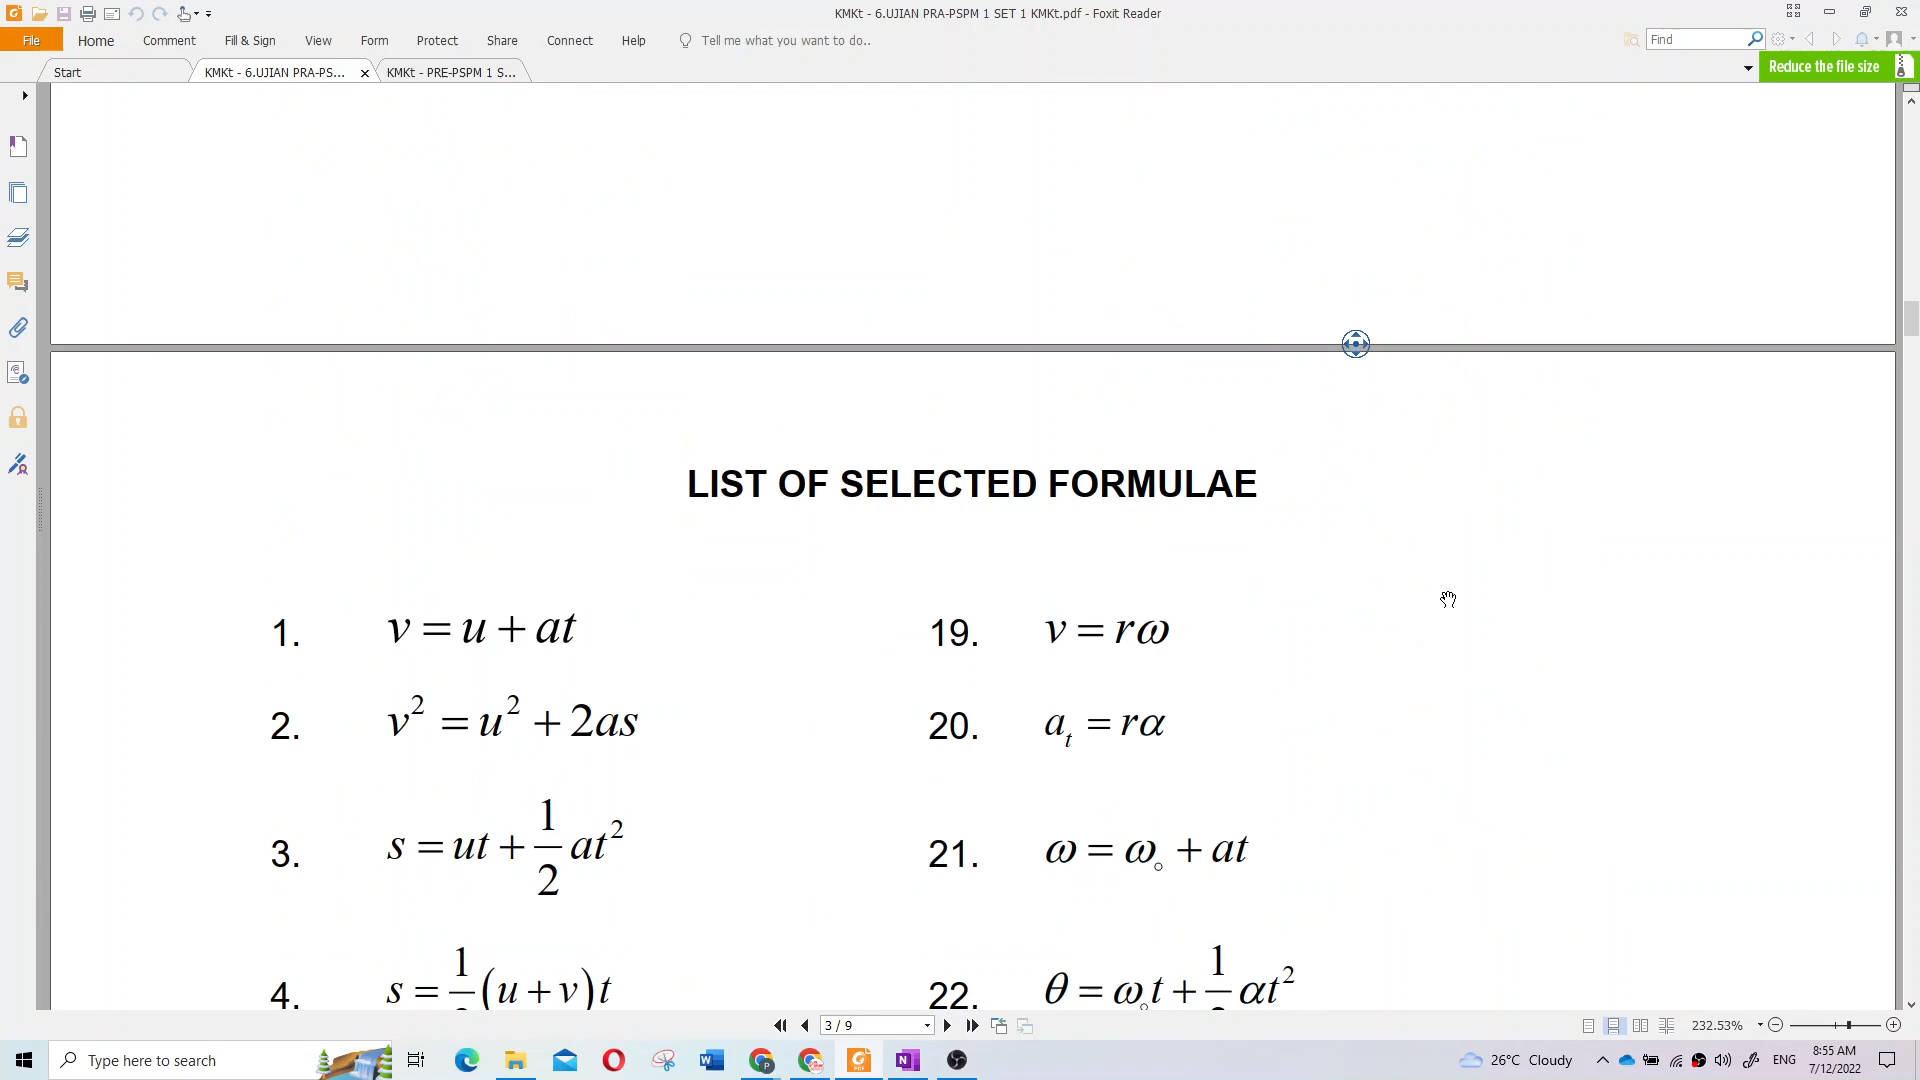 KMKt - 6.UJIAN PRA-PSPM 1 SET 1 KMKt.pdf - Foxit Reader
File Home Comment Fill & Sign View Form Protect Share Connect Help Tell me what you want to do.. Find
Start KMKt - 6.UJIAN PRA-PS... KMKt - PRE-PSPM 1 S... Reduce the file size
LIST OF SELECTED FORMULAE
1. v = u + at 19. v = rω
2. v² = u² + 2as 20. aₜ = rα
3. s = ut + 1/2 at² 21. ω = ω∘ + at
4. s = 1/2 (u + v) t 22. θ = ω∘t + 1/2 αt²
3 / 9 232.53%
Type here to search 26°C Cloudy ENG 8:55 AM
7/12/2022